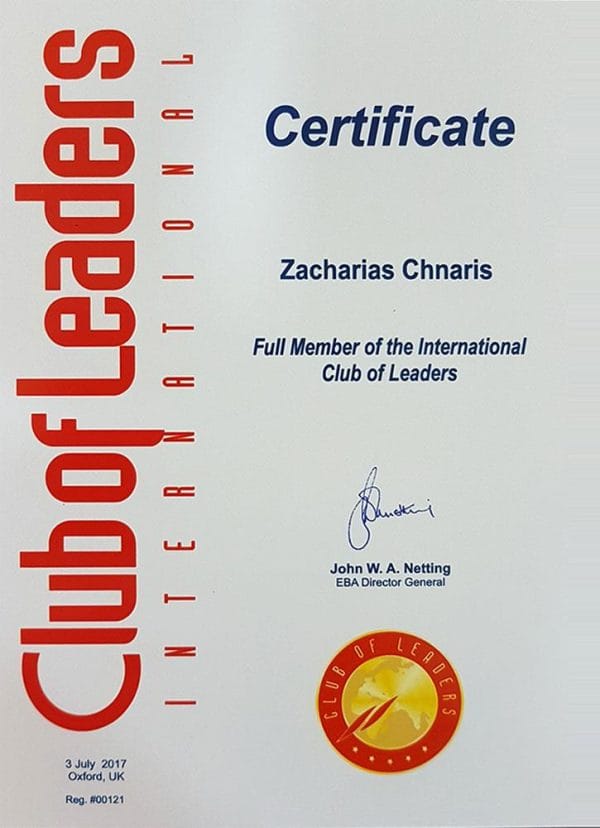 Club of Leaders
INTERNATIONAL
Certificate
Zacharias Chnaris
Full Member of the International
Club of Leaders
John W. A. Netting
EBA Director General
CLUB OF LEADERS
3 July 2017
Oxford, UK
Reg. #00121